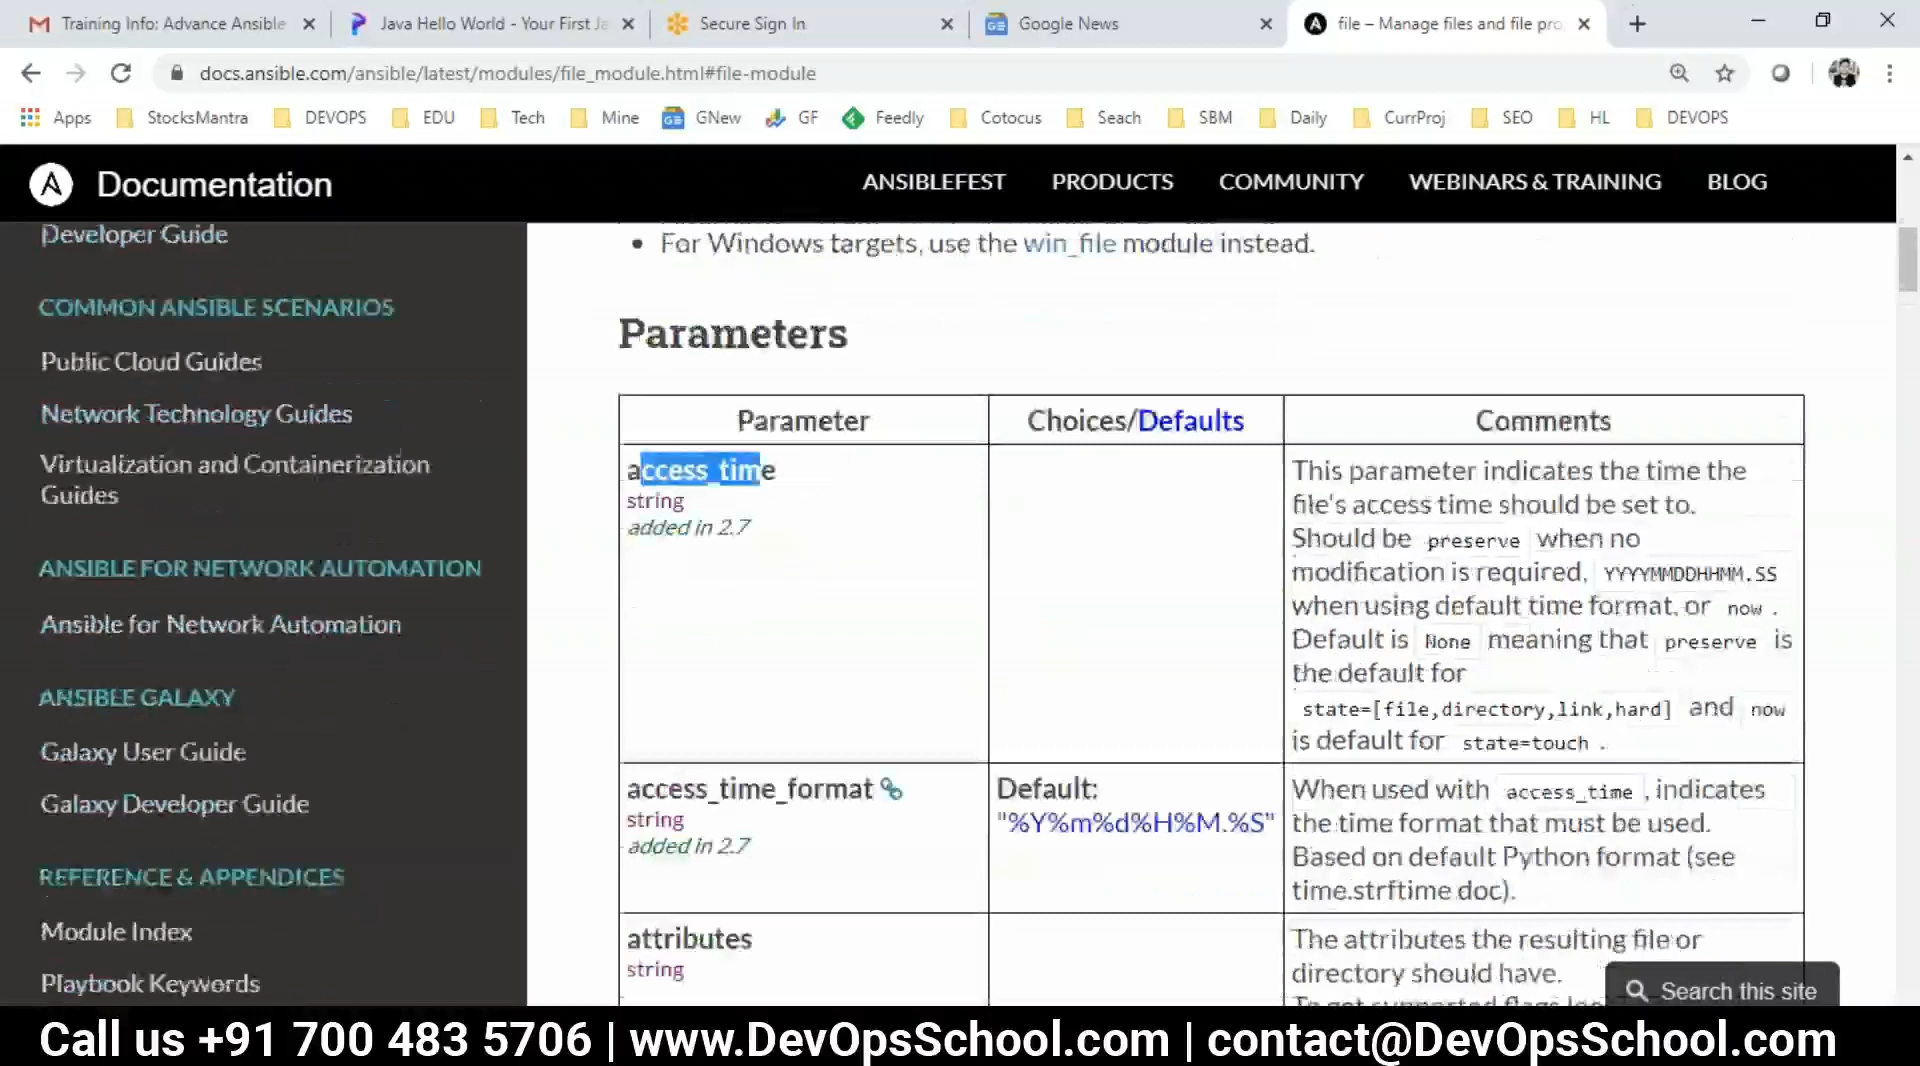 Training Info: Advance Ansible
Java Hello World - Your First Ja
Secure Sign In
Google News
file – Manage files and file pro
docs.ansible.com/ansible/latest/modules/file_module.html#file-module
Apps
StocksMantra
DEVOPS
EDU
Tech
Mine
GNew
GF
Feedly
Cotocus
Seach
SBM
Daily
CurrProj
SEO
HL
DEVOPS
Documentation
ANSIBLEFEST
PRODUCTS
COMMUNITY
WEBINARS & TRAINING
BLOG
Developer Guide
COMMON ANSIBLE SCENARIOS
Public Cloud Guides
Network Technology Guides
Virtualization and Containerization
Guides
ANSIBLE FOR NETWORK AUTOMATION
Ansible for Network Automation
ANSIBLE GALAXY
Galaxy User Guide
Galaxy Developer Guide
REFERENCE & APPENDICES
Module Index
Playbook Keywords
• For Windows targets, use the win_file module instead.
Parameters
Parameter
Choices/Defaults
Comments
access_time
string
added in 2.7
This parameter indicates the time the
file's access time should be set to.
Should be preserve when no
modification is required, YYYYMMDDHHMM.SS
when using default time format, or now .
Default is None meaning that preserve is
the default for
state=[file,directory,link,hard] and now
is default for state=touch .
access_time_format
string
added in 2.7
Default:
"%Y%m%d%H%M.%S"
When used with access_time , indicates
the time format that must be used.
Based on default Python format (see
time.strftime doc).
attributes
string
The attributes the resulting file or
directory should have.
To get supported flags
Search this site
Call us +91 700 483 5706 | www.DevOpsSchool.com | contact@DevOpsSchool.com